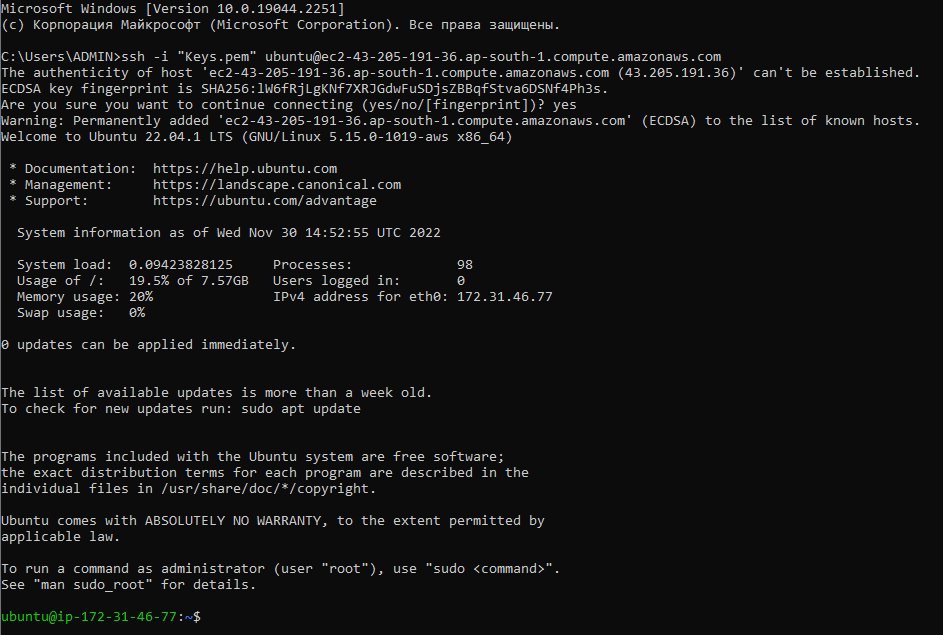 Microsoft Windows [Version 10.0.19044.2251]
(c) Корпорация Майкрософт (Microsoft Corporation). Все права защищены.
C:\Users\ADMIN>ssh -i "Keys.pem" ubuntu@ec2-43-205-191-36.ap-south-1.compute.amazonaws.com
The authenticity of host 'ec2-43-205-191-36.ap-south-1.compute.amazonaws.com (43.205.191.36)' can't be established.
ECDSA key fingerprint is SHA256:lW6fRjLgKNf7XRJGdwFuSDjsZBBqfStva6DSNf4Ph3s.
Are you sure you want to continue connecting (yes/no/[fingerprint])? yes
Warning: Permanently added 'ec2-43-205-191-36.ap-south-1.compute.amazonaws.com' (ECDSA) to the list of known hosts.
Welcome to Ubuntu 22.04.1 LTS (GNU/Linux 5.15.0-1019-aws x86_64)
* Documentation:  https://help.ubuntu.com
* Management:     https://landscape.canonical.com
* Support:        https://ubuntu.com/advantage
System information as of Wed Nov 30 14:52:55 UTC 2022
System load:  0.09423828125     Processes:             98
Usage of /:   19.5% of 7.57GB   Users logged in:       0
Memory usage: 20%               IPv4 address for eth0: 172.31.46.77
Swap usage:   0%
0 updates can be applied immediately.
The list of available updates is more than a week old.
To check for new updates run: sudo apt update
The programs included with the Ubuntu system are free software;
the exact distribution terms for each program are described in the
individual files in /usr/share/doc/*/copyright.
Ubuntu comes with ABSOLUTELY NO WARRANTY, to the extent permitted by
applicable law.
To run a command as administrator (user "root"), use "sudo <command>".
See "man sudo_root" for details.
ubuntu@ip-172-31-46-77:~$